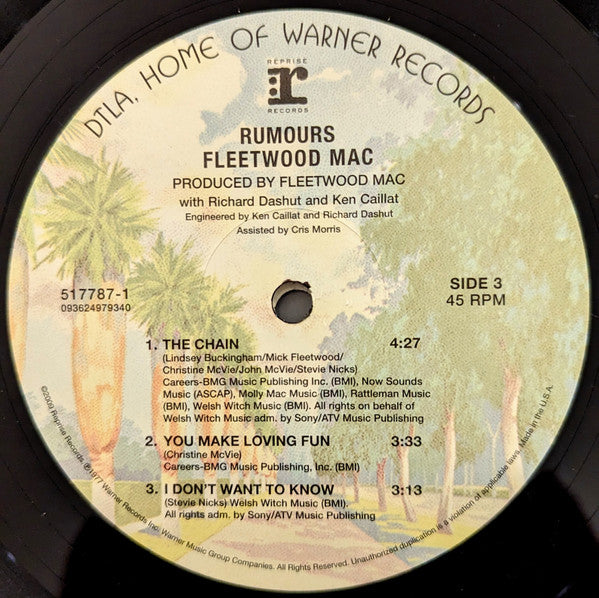 DTLA, HOME OF WARNER RECORDS
REPRISE
r
RECORDS
RUMOURS
FLEETWOOD MAC
PRODUCED BY FLEETWOOD MAC
with Richard Dashut and Ken Caillat
Engineered by Ken Caillat and Richard Dashut
Assisted by Cris Morris
517787-1
093624979340
SIDE 3
45 RPM
1. THE CHAIN 4:27
(Lindsey Buckingham/Mick Fleetwood/
Christine McVie/John McVie/Stevie Nicks)
Careers-BMG Music Publishing Inc. (BMI), Now Sounds
Music (ASCAP), Molly Mac Music (BMI), Rattleman Music
(BMI), Welsh Witch Music (BMI). All rights on behalf of
Welsh Witch Music adm. by Sony/ATV Music Publishing
2. YOU MAKE LOVING FUN 3:33
(Christine McVie)
Careers-BMG Music Publishing, Inc. (BMI)
3. I DON'T WANT TO KNOW 3:13
(Stevie Nicks) Welsh Witch Music (BMI).
All rights adm. by Sony/ATV Music Publishing
©2009 Reprise Records ℗1977 Warner Records Inc. Warner Music Group Companies. All Rights Reserved. Unauthorized duplication is a violation of applicable laws. Made in the U.S.A.